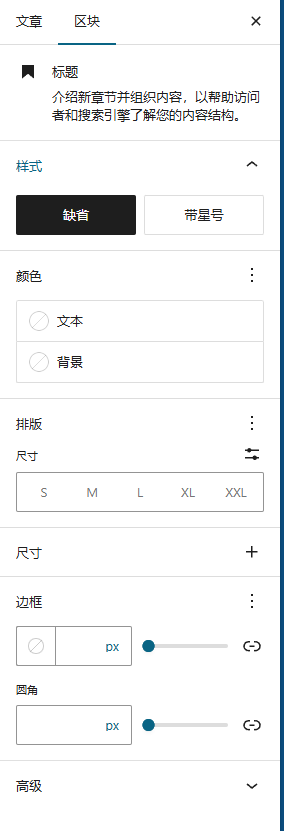 文章 区块
标题
介绍新章节并组织内容，以帮助访问
者和搜索引擎了解您的内容结构。
样式
缺省 带星号
颜色
文本
背景
排版
尺寸
S M L XL XXL
尺寸
边框
px
圆角
px
高级